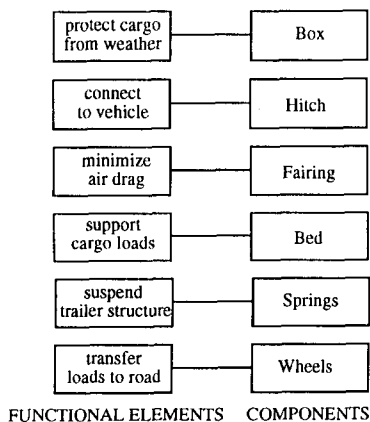 protect cargo
from weather
Box
connect
to vehicle
Hitch
minimize
air drag
Fairing
support
cargo loads
Bed
suspend
trailer structure
Springs
transfer
loads to road
Wheels
FUNCTIONAL ELEMENTS COMPONENTS